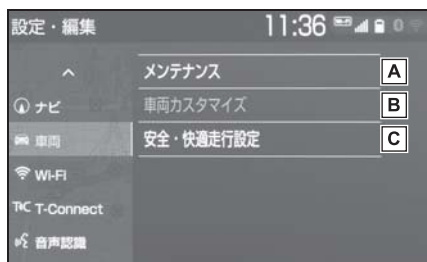 設定・編集
11:36
メンテナンス A
ナビ
車両カスタマイズ B
車両
安全・快適走行設定 C
Wi-Fi
T-Connect
音声認識